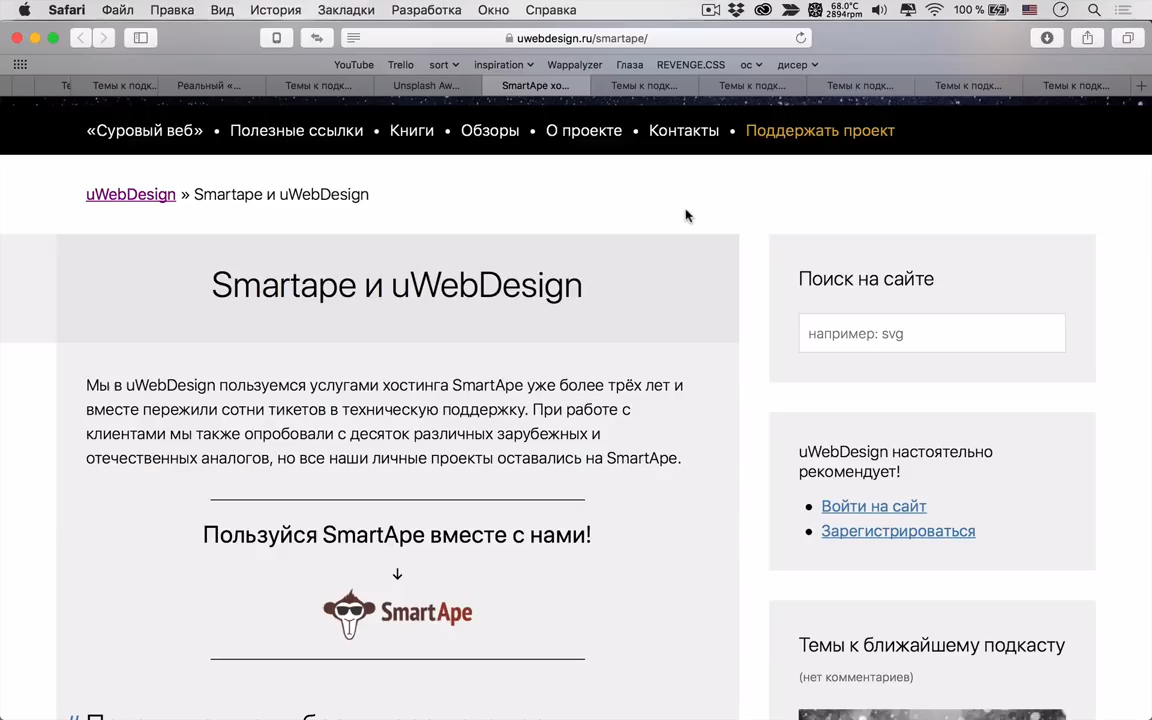 Safari Файл Правка Вид История Закладки Разработка Окно Справка 68.0°C 2894rpm 100 %
uwebdesign.ru/smartape/
YouTube Trello sort inspiration Wappalyzer Глаза REVENGE.CSS ос дисер
Те Темы к подк... Реальный «... Темы к подк... Unsplash Aw... SmartApe хо... Темы к подк... Темы к подк... Темы к подк... Темы к подк... Темы к подк...
«Суровый веб» • Полезные ссылки • Книги • Обзоры • О проекте • Контакты • Поддержать проект
uWebDesign » Smartape и uWebDesign
Smartape и uWebDesign
Мы в uWebDesign пользуемся услугами хостинга SmartApe уже более трёх лет и
вместе пережили сотни тикетов в техническую поддержку. При работе с
клиентами мы также опробовали с десяток различных зарубежных и
отечественных аналогов, но все наши личные проекты оставались на SmartApe.
Пользуйся SmartApe вместе с нами!
↓
SmartApe
Поиск на сайте
например: svg
uWebDesign настоятельно
рекомендует!
• Войти на сайт
• Зарегистрироваться
Темы к ближайшему подкасту
(нет комментариев)